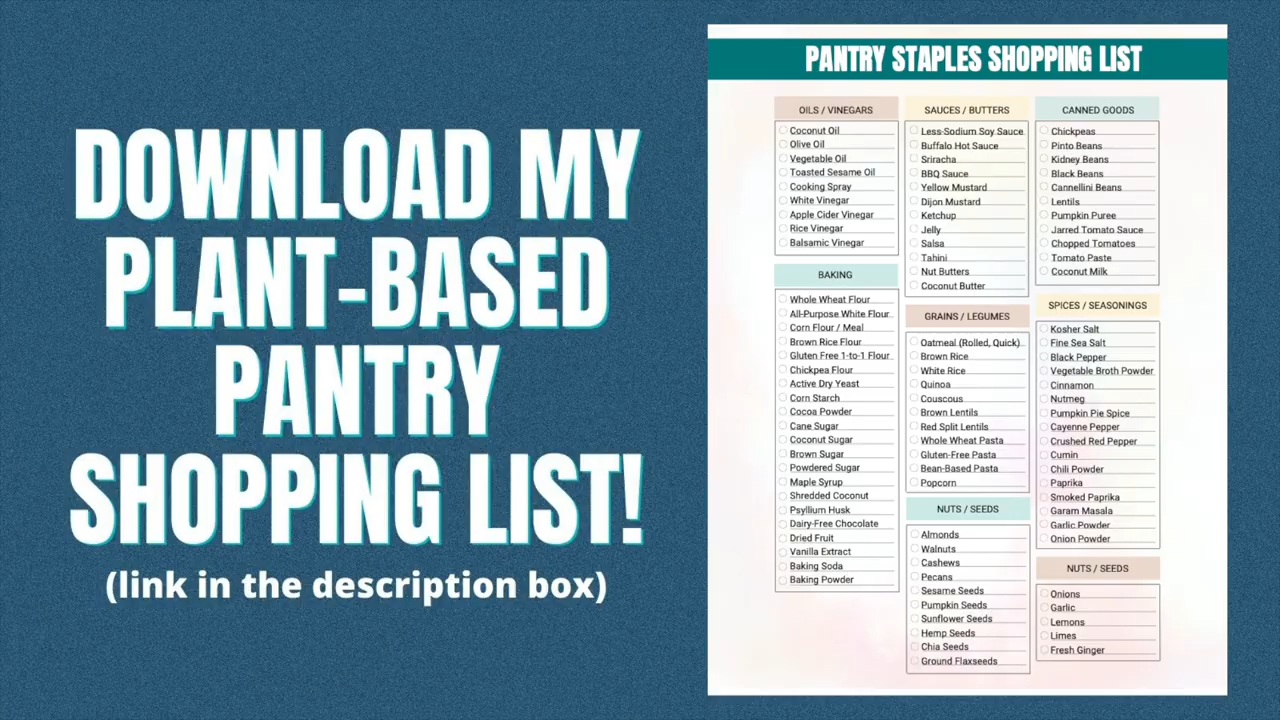 DOWNLOAD MY
PLANT-BASED
PANTRY
SHOPPING LIST!
(link in the description box)
PANTRY STAPLES SHOPPING LIST
OILS / VINEGARS
Coconut Oil
Olive Oil
Vegetable Oil
Toasted Sesame Oil
Cooking Spray
White Vinegar
Apple Cider Vinegar
Rice Vinegar
Balsamic Vinegar
BAKING
Whole Wheat Flour
All-Purpose White Flour
Corn Flour / Meal
Brown Rice Flour
Gluten Free 1-to-1 Flour
Chickpea Flour
Active Dry Yeast
Corn Starch
Cocoa Powder
Cane Sugar
Coconut Sugar
Brown Sugar
Powdered Sugar
Maple Syrup
Shredded Coconut
Psyllium Husk
Dairy-Free Chocolate
Dried Fruit
Vanilla Extract
Baking Soda
Baking Powder
SAUCES / BUTTERS
Less-Sodium Soy Sauce
Buffalo Hot Sauce
Sriracha
BBQ Sauce
Yellow Mustard
Dijon Mustard
Ketchup
Jelly
Salsa
Tahini
Nut Butters
Coconut Butter
GRAINS / LEGUMES
Oatmeal (Rolled, Quick)
Brown Rice
White Rice
Quinoa
Couscous
Brown Lentils
Red Split Lentils
Whole Wheat Pasta
Gluten-Free Pasta
Bean-Based Pasta
Popcorn
NUTS / SEEDS
Almonds
Walnuts
Cashews
Pecans
Sesame Seeds
Pumpkin Seeds
Sunflower Seeds
Hemp Seeds
Chia Seeds
Ground Flaxseeds
CANNED GOODS
Chickpeas
Pinto Beans
Kidney Beans
Black Beans
Cannellini Beans
Lentils
Pumpkin Puree
Jarred Tomato Sauce
Chopped Tomatoes
Tomato Paste
Coconut Milk
SPICES / SEASONINGS
Kosher Salt
Fine Sea Salt
Black Pepper
Vegetable Broth Powder
Cinnamon
Nutmeg
Pumpkin Pie Spice
Cayenne Pepper
Crushed Red Pepper
Cumin
Chili Powder
Paprika
Smoked Paprika
Garam Masala
Garlic Powder
Onion Powder
NUTS / SEEDS
Onions
Garlic
Lemons
Limes
Fresh Ginger